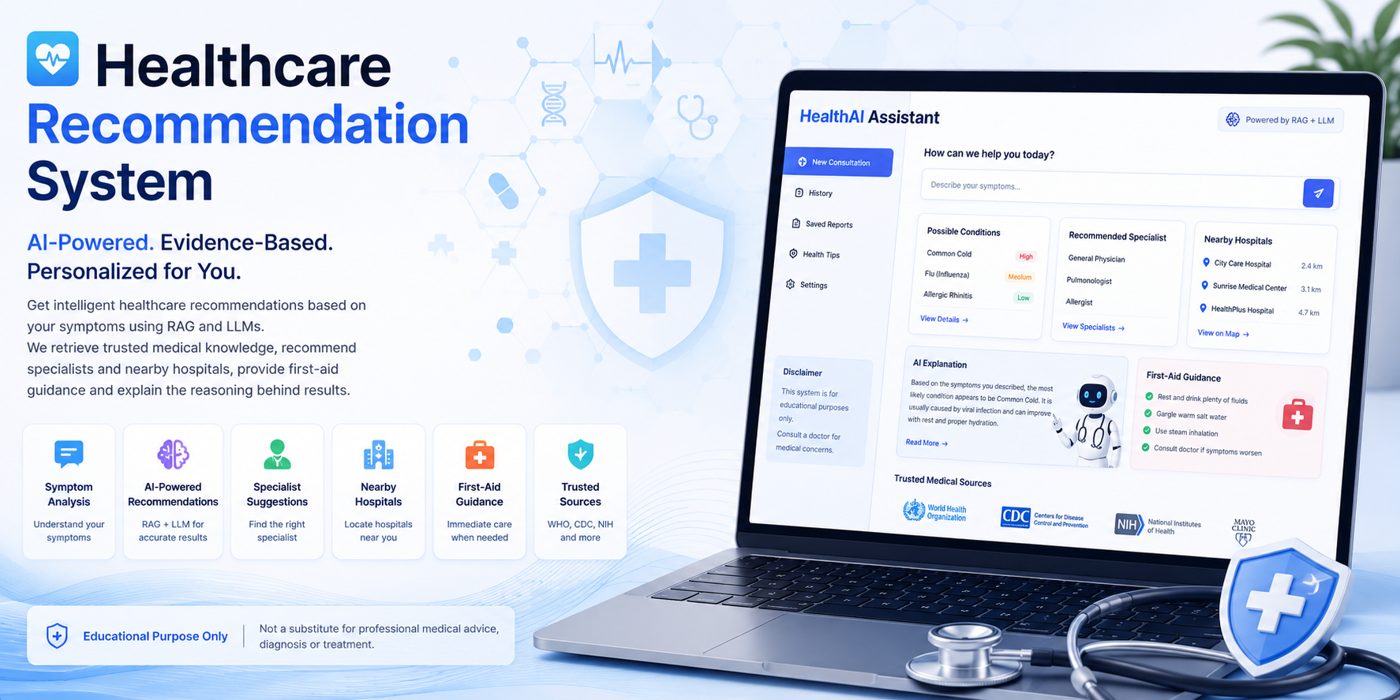 Healthcare
Recommendation
System
AI-Powered. Evidence-Based.
Personalized for You.
Get intelligent healthcare recommendations based on
your symptoms using RAG and LLMs.
We retrieve trusted medical knowledge, recommend
specialists and nearby hospitals, provide first-aid
guidance and explain the reasoning behind results.
Symptom
Analysis
Understand your
symptoms
AI-Powered
Recommendations
RAG + LLM for
accurate results
Specialist
Suggestions
Find the right
specialist
Nearby
Hospitals
Locate hospitals
near you
First-Aid
Guidance
Immediate care
when needed
Trusted
Sources
WHO, CDC, NIH
and more
Educational Purpose Only
Not a substitute for professional medical advice,
diagnosis or treatment.
HealthAI Assistant
Powered by RAG + LLM
New Consultation
History
Saved Reports
Health Tips
Settings
Disclaimer
This system is for
educational purposes
only.
Consult a doctor for
medical concerns.
How can we help you today?
Describe your symptoms...
Possible Conditions
Common Cold High
Flu (Influenza) Medium
Allergic Rhinitis Low
View Details →
Recommended Specialist
General Physician
Pulmonologist
Allergist
View Specialists →
Nearby Hospitals
City Care Hospital 2.4 km
Sunrise Medical Center 3.1 km
HealthPlus Hospital 4.7 km
View on Map →
AI Explanation
Based on the symptoms you described, the most
likely condition appears to be Common Cold. It is
usually caused by viral infection and can improve
with rest and proper hydration.
Read More →
First-Aid Guidance
Rest and drink plenty of fluids
Gargle warm salt water
Use steam inhalation
Consult doctor if symptoms worsen
Trusted Medical Sources
World Health
Organization
CDC
Centers for Disease
Control and Prevention
NIH
National Institutes
of Health
MAYO
CLINIC